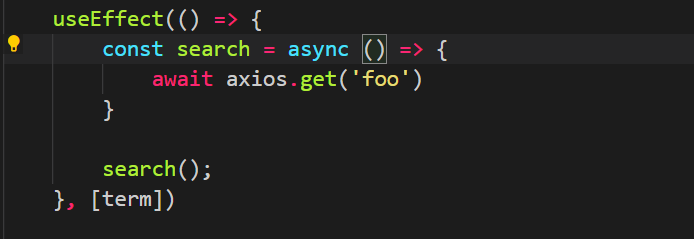 useEffect(() => {
    const search = async () => {
        await axios.get('foo')
    }

    search();
}, [term])